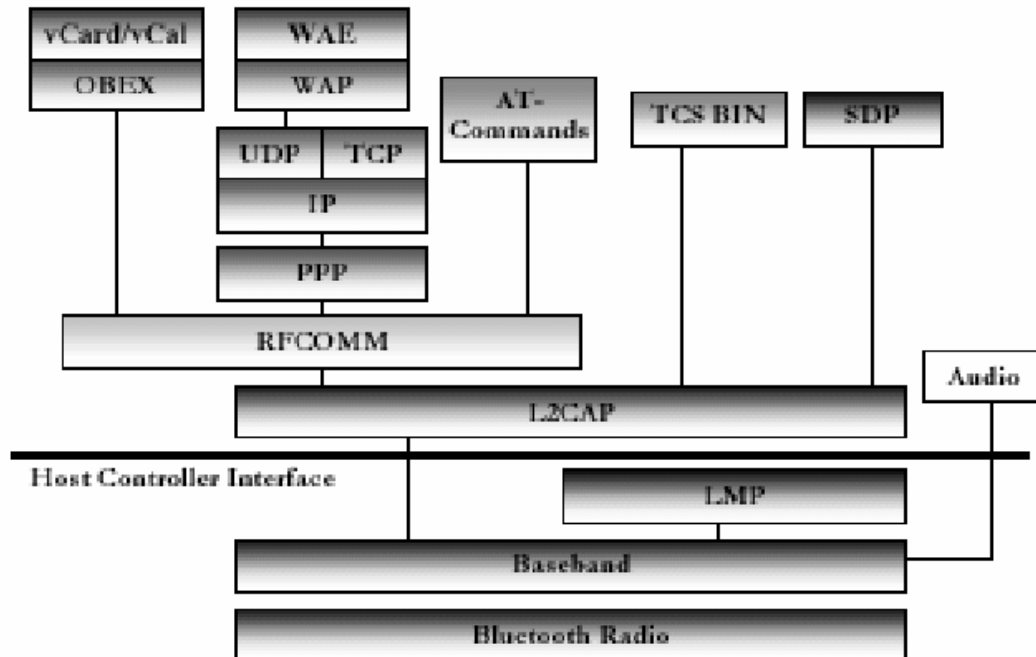 vCard/vCal
OBEX
WAE
WAP
UDP
TCP
IP
PPP
AT-
Commands
TCS BIN
SDP
RFCOMM
Audio
L2CAP
Host Controller Interface
LMP
Baseband
Bluetooth Radio